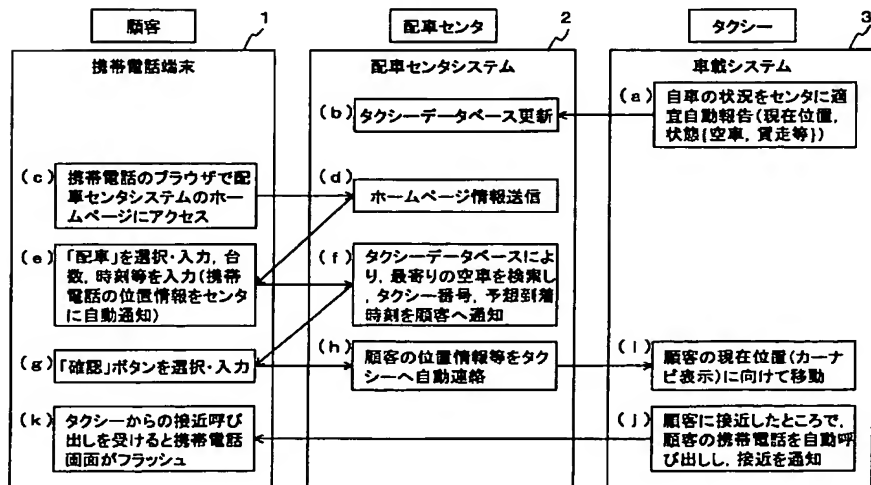 顧客
1
配車センタ
2
タクシー
3
携帯電話端末
配車センタシステム
車載システム
(a)
自車の状況をセンタに適
宜自動報告(現在位置,
状態{空車, 賃走等})
(b)
タクシーデータベース更新
(c)
携帯電話のブラウザで配
車センタシステムのホー
ムページにアクセス
(d)
ホームページ情報送信
(e)
「配車」を選択・入力, 台
数, 時刻等を入力(携帯
電話の位置情報をセンタ
に自動通知)
(f)
タクシーデータベースによ
り, 最寄りの空車を検索し
, タクシー番号, 予想到着
時刻を顧客へ通知
(g)
「確認」ボタンを選択・入力
(h)
顧客の位置情報等をタク
シーへ自動連絡
(i)
顧客の現在位置(カーナ
ビ表示)に向けて移動
(j)
顧客に接近したところで,
顧客の携帯電話を自動呼
び出しし, 接近を通知
(k)
タクシーからの接近呼び
出しを受けると携帯電話
画面がフラッシュ